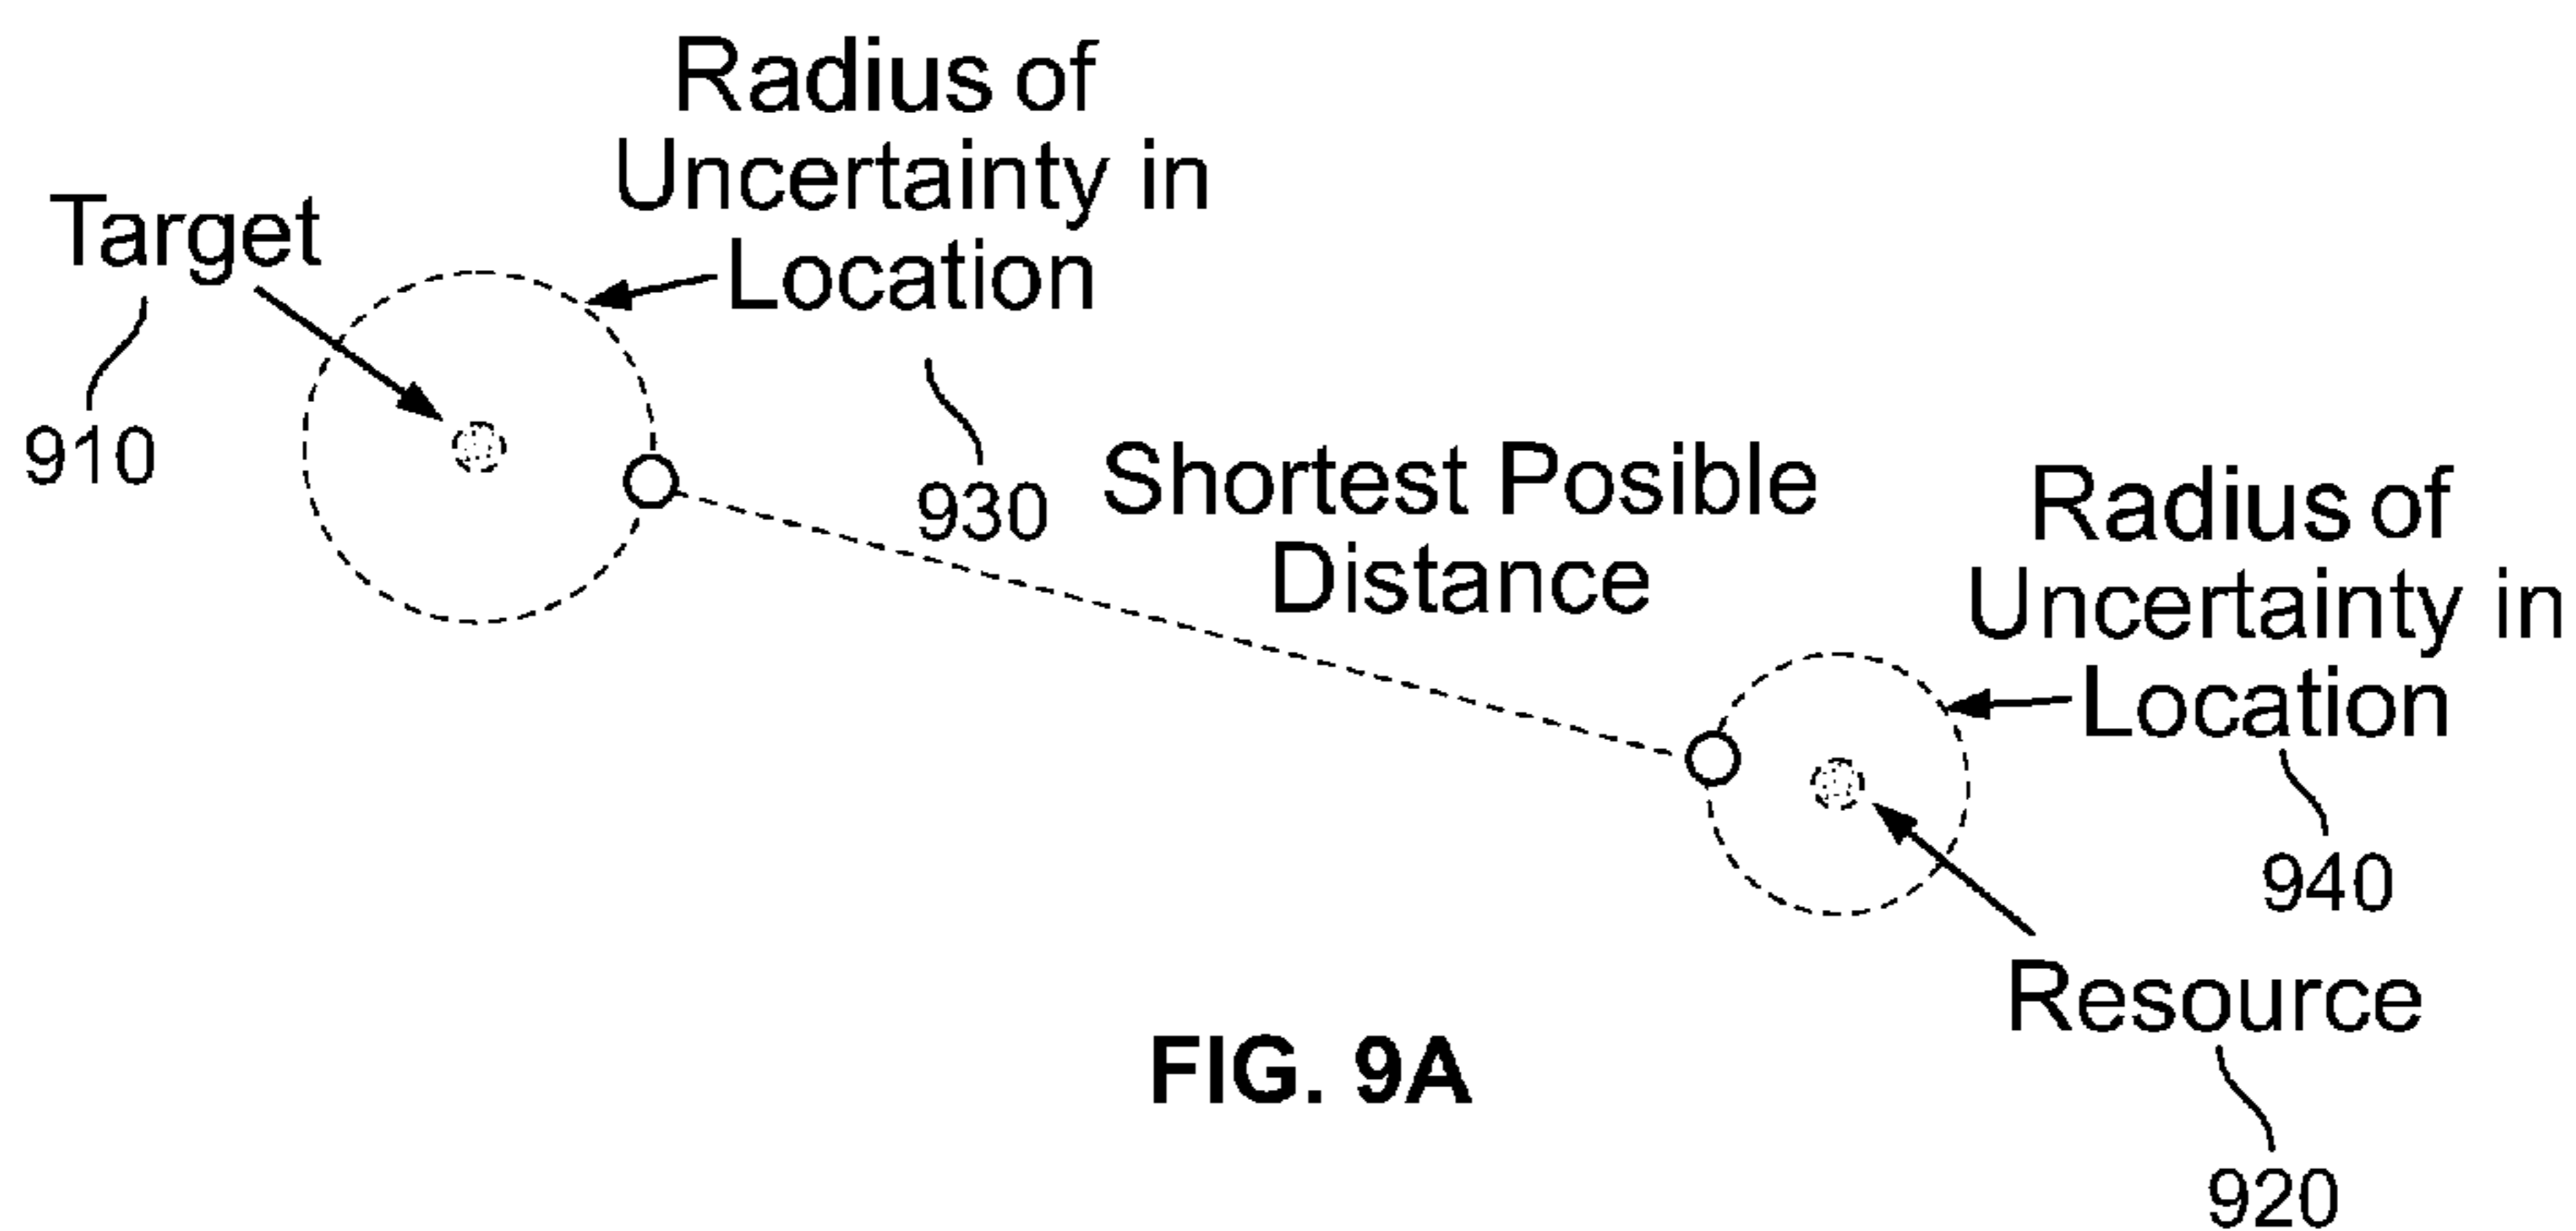 Radius of
Uncertainty in
Location
Target
910
930
Shortest Posible
Distance
Radius of
Uncertainty in
Location
940
Resource
920
FIG. 9A